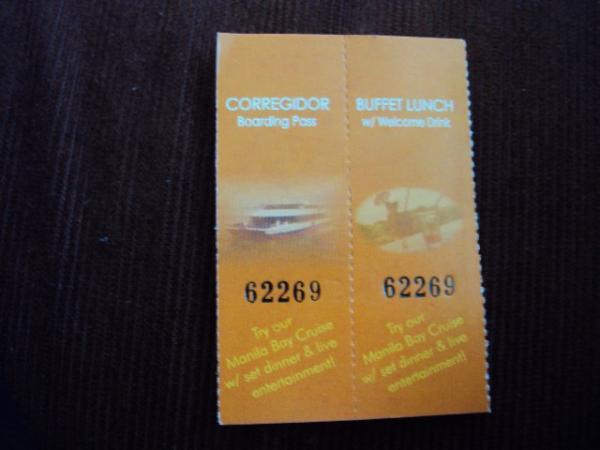 CORREGIDOR
Boarding Pass
62269
Try our
Manila Bay Cruise
w/ set dinner & live
entertainment!
BUFFET LUNCH
w/ Welcome Drink
62269
Try our
Manila Bay Cruise
w/ set dinner & live
entertainment!